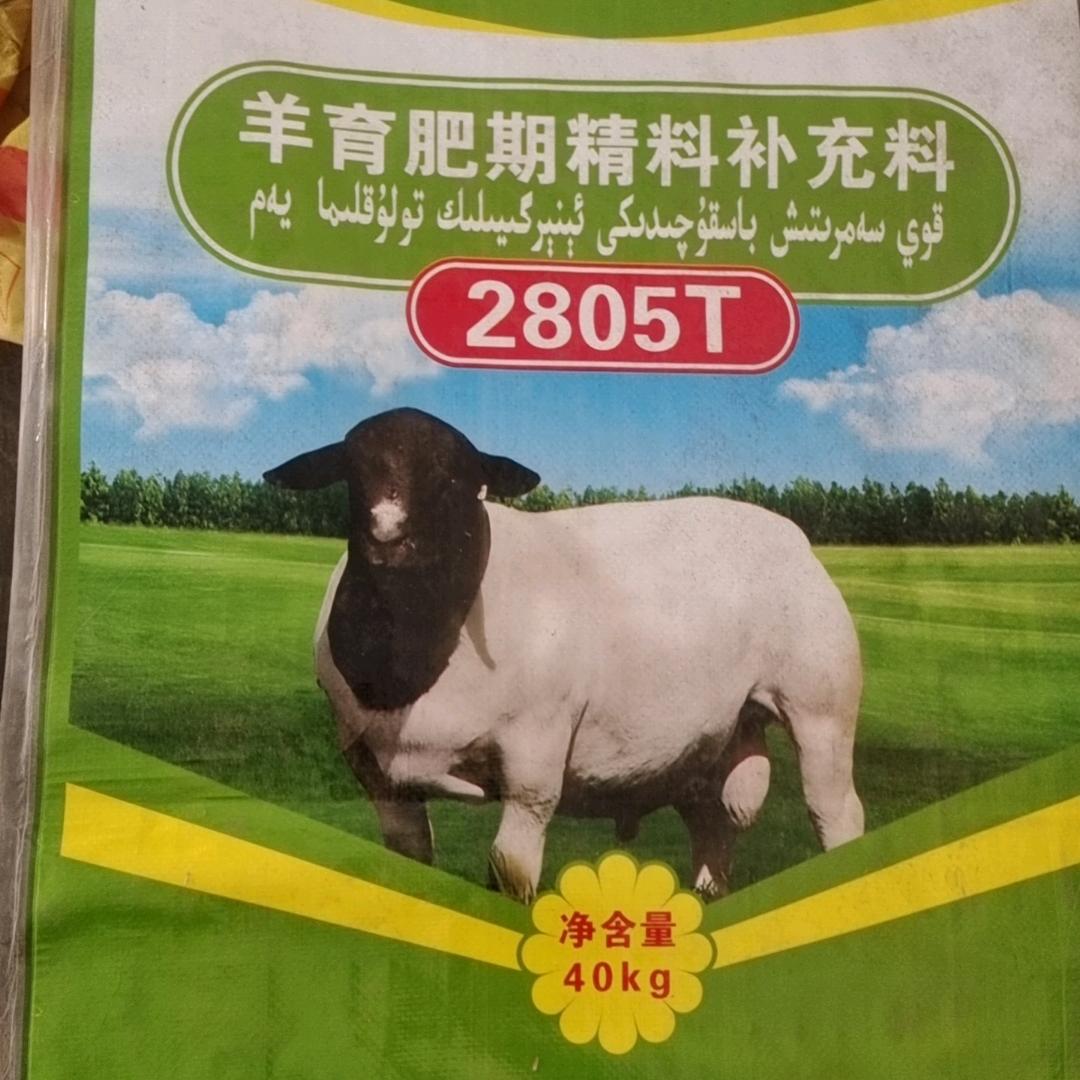 羊育肥期精料补充料
قوي سەمرىتىش باسقۇچىدىكى ئېنېرگىيىلىك تولۇقلىما يەم
2805T
净含量
40kg